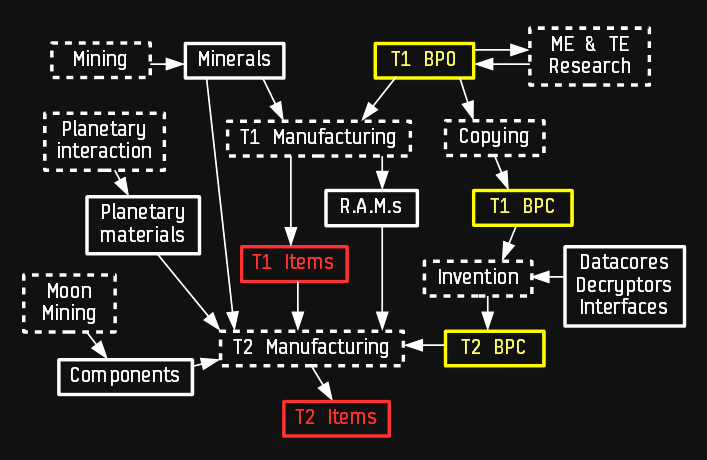 Mining
Minerals
T1 BPO
ME & TE
Research
Planetary
interaction
T1 Manufacturing
Copying
Planetary
materials
R.A.M.s
T1 BPC
T1 Items
Invention
Datacores
Decryptors
Interfaces
Moon
Mining
T2 Manufacturing
T2 BPC
Components
T2 Items